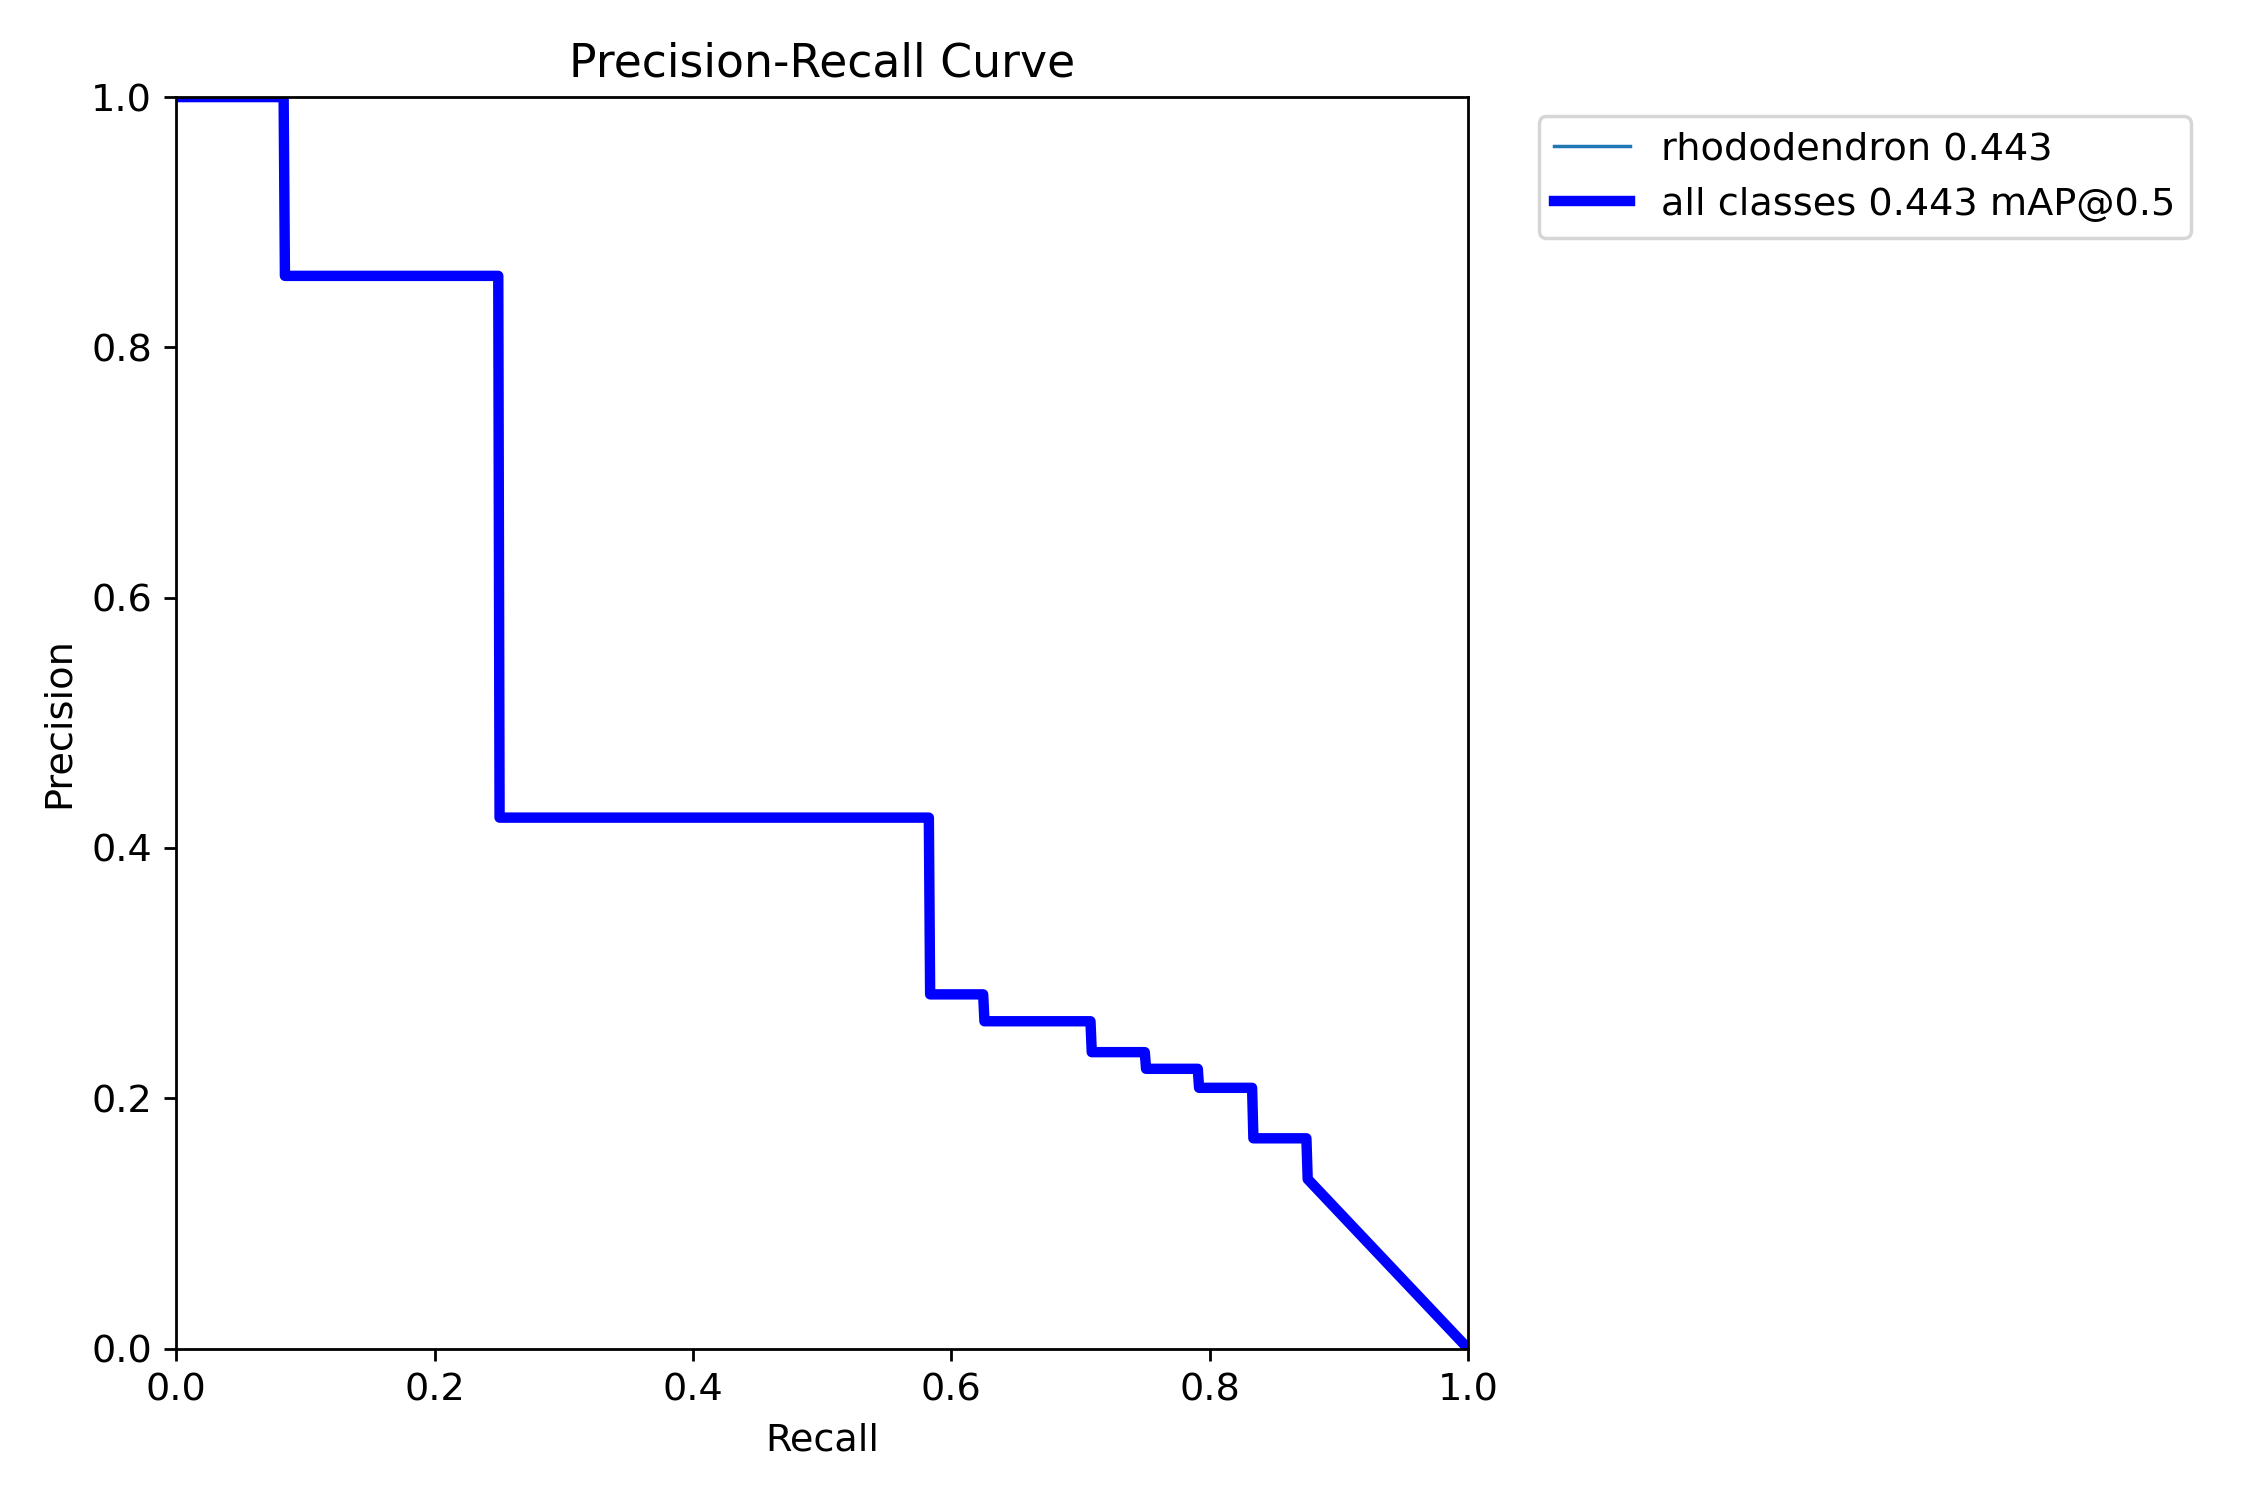 Precision-Recall Curve
1.0
0.8
0.6
0.4
0.2
0.0
Precision
0.0 0.2 0.4 0.6 0.8 1.0
Recall
rhododendron 0.443
all classes 0.443 mAP@0.5